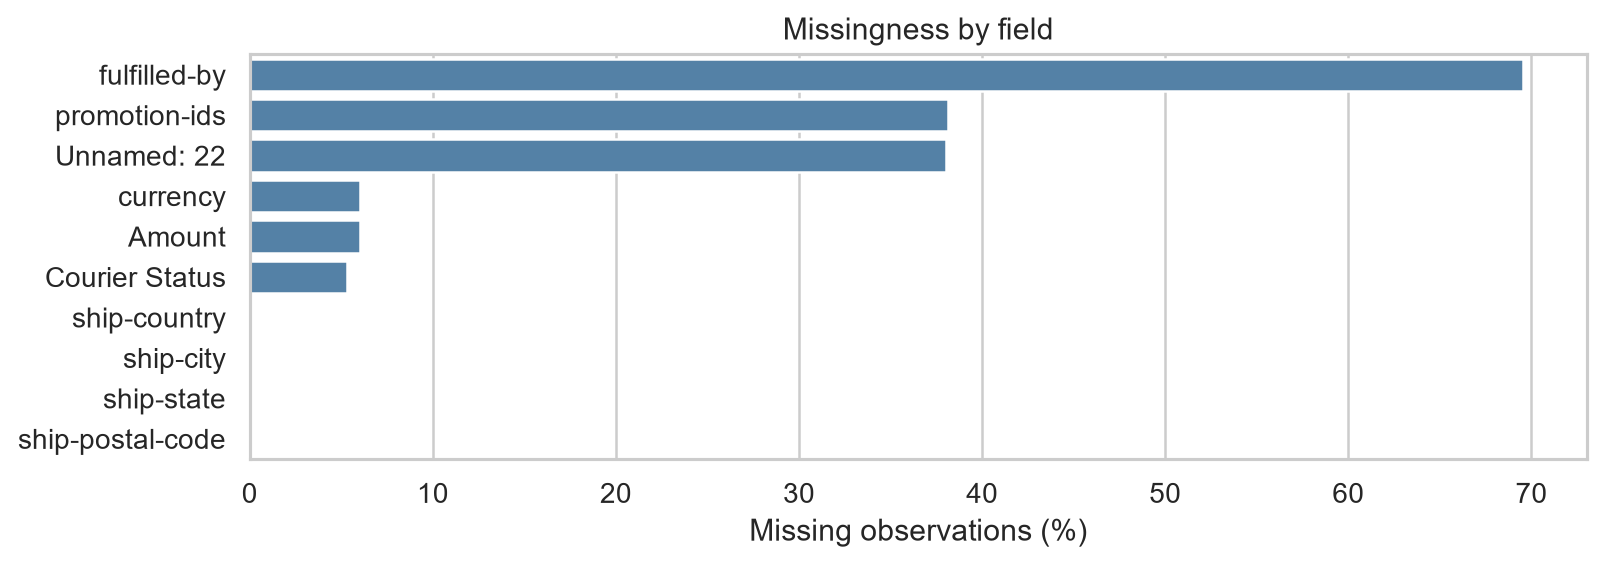 Missingness by field
fulfilled-by
promotion-ids
Unnamed: 22
currency
Amount
Courier Status
ship-country
ship-city
ship-state
ship-postal-code
0 10 20 30 40 50 60 70
Missing observations (%)